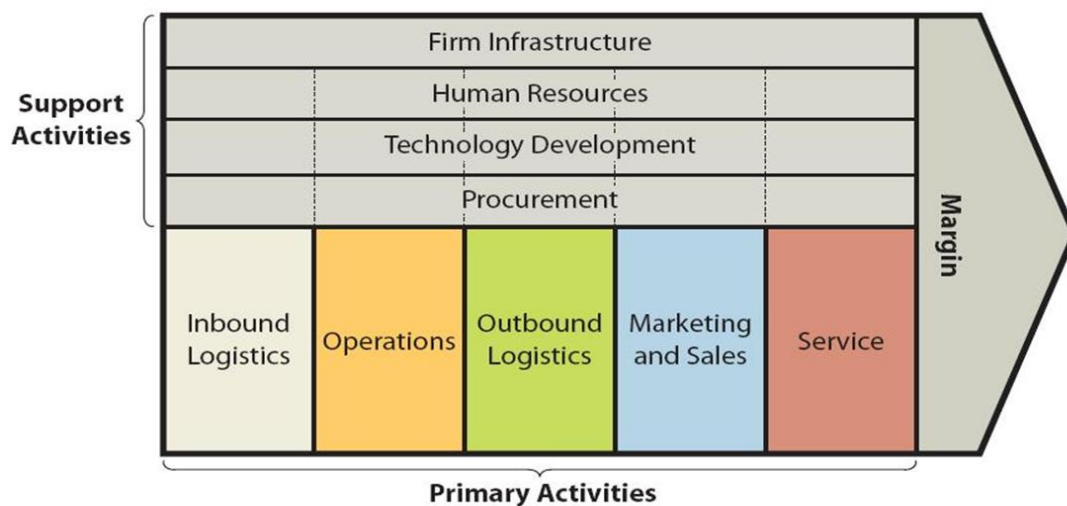 Support
Activities
Firm Infrastructure
Human Resources
Technology Development
Procurement
Inbound
Logistics
Operations
Outbound
Logistics
Marketing
and Sales
Service
Margin
Primary Activities